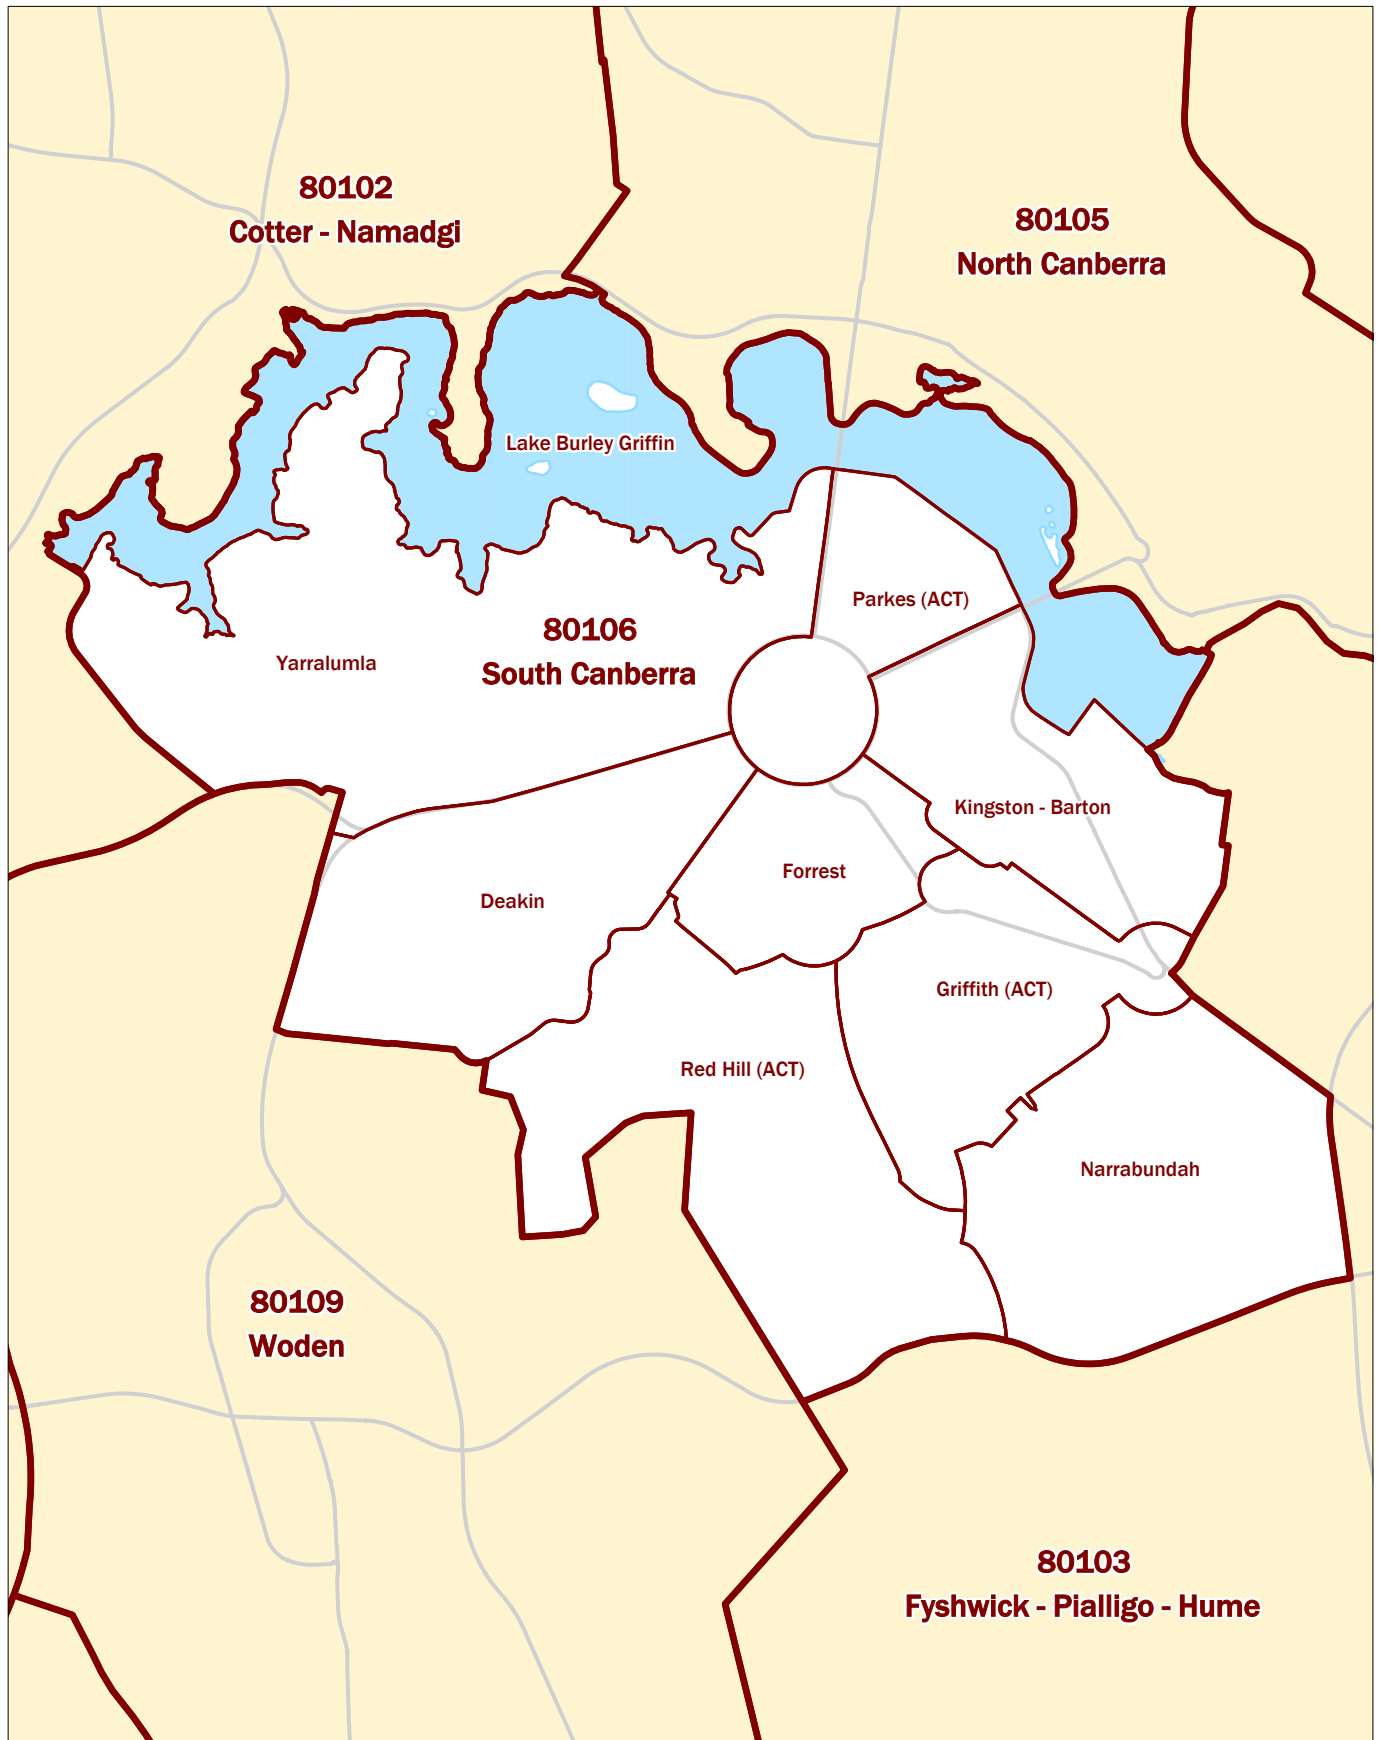 80102
Cotter - Namadgi
80105
North Canberra
Lake Burley Griffin
Parkes (ACT)
80106
South Canberra
Yarralumla
Kingston - Barton
Forrest
Deakin
Griffith (ACT)
Red Hill (ACT)
Narrabundah
80109
Woden
80103
Fyshwick - Pialligo - Hume